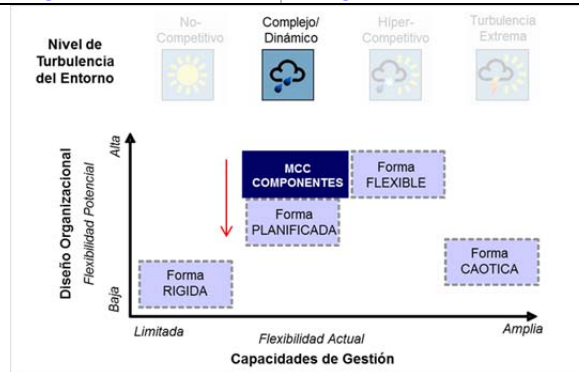 No-
Competitivo
Complejo/
Dinámico
Hiper-
Competitivo
Turbulencia
Extrema
Nivel de
Turbulencia
del Entorno
Diseño Organizacional
Flexibilidad Potencial
Alta
Baja
MCC
COMPONENTES
Forma
FLEXIBLE
Forma
PLANIFICADA
Forma
RIGIDA
Forma
CAOTICA
Limitada
Flexibilidad Actual
Amplia
Capacidades de Gestión